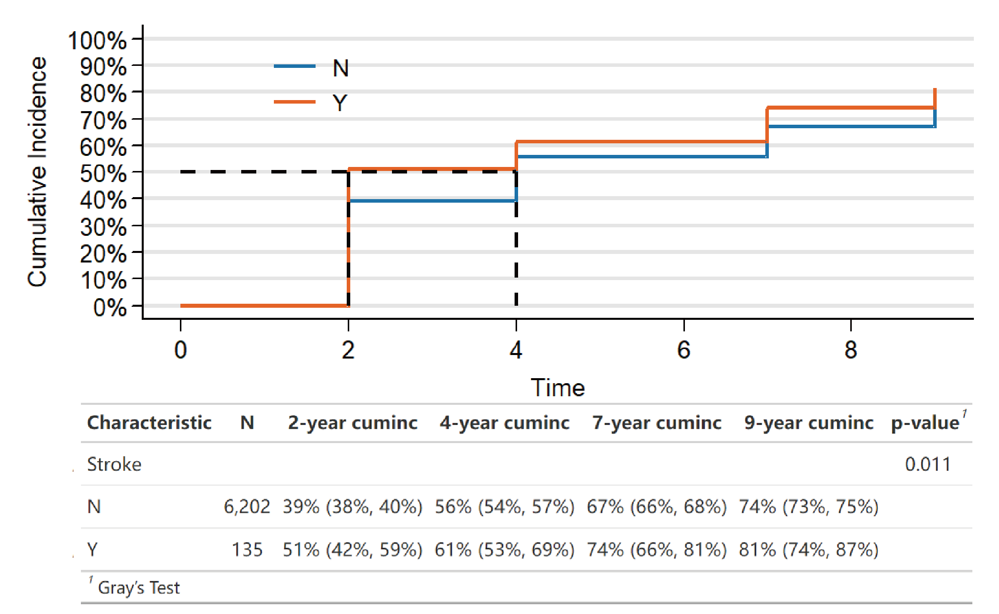 100%
90%
80%
70%
60%
50%
40%
30%
20%
10%
0%
Cumulative Incidence
N
Y
0 2 4 6 8
Time
Characteristic N 2-year cuminc 4-year cuminc 7-year cuminc 9-year cuminc p-value¹
Stroke 0.011
N 6,202 39% (38%, 40%) 56% (54%, 57%) 67% (66%, 68%) 74% (73%, 75%)
Y 135 51% (42%, 59%) 61% (53%, 69%) 74% (66%, 81%) 81% (74%, 87%)
¹ Gray’s Test